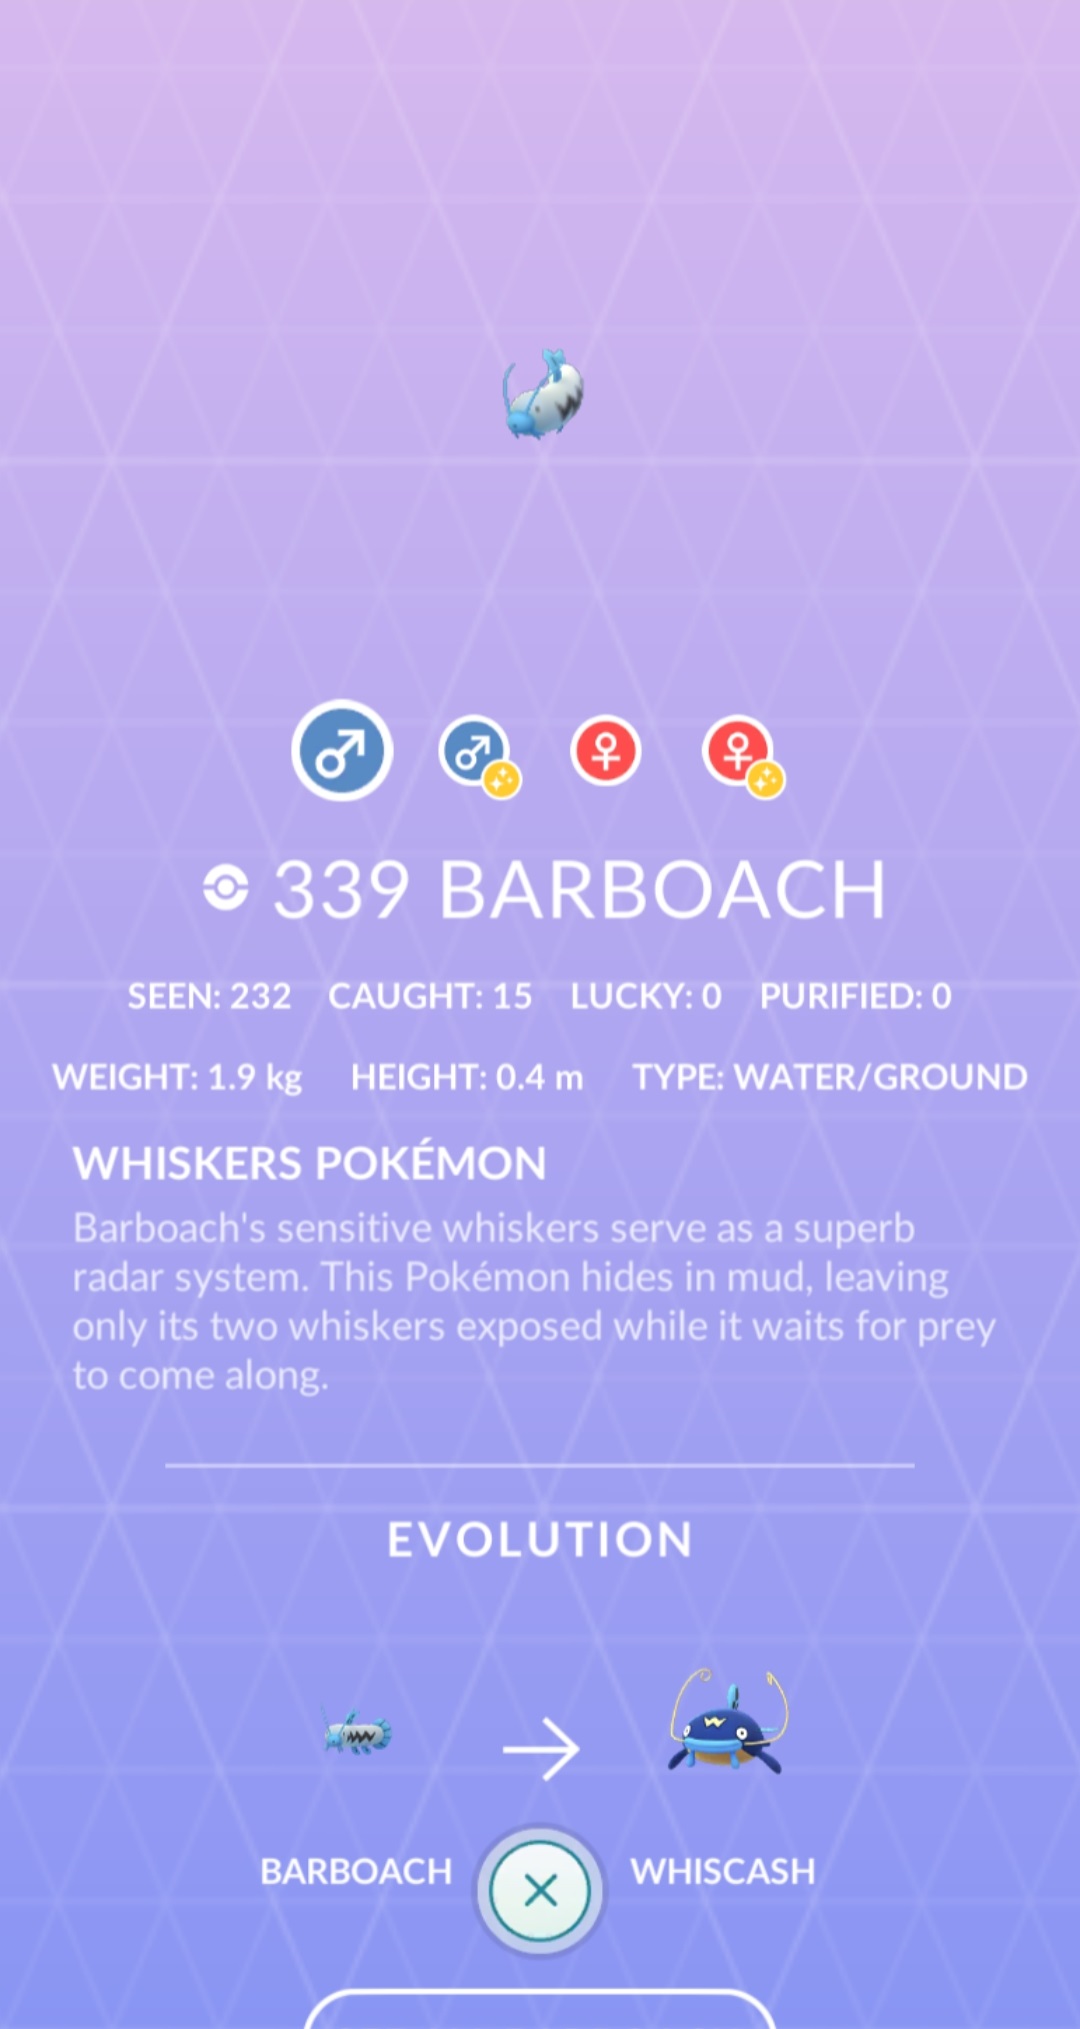 339 BARBOACH
SEEN: 232 CAUGHT: 15 LUCKY: 0 PURIFIED: 0
WEIGHT: 1.9 kg HEIGHT: 0.4 m TYPE: WATER/GROUND
WHISKERS POKÉMON
Barboach's sensitive whiskers serve as a superb
radar system. This Pokémon hides in mud, leaving
only its two whiskers exposed while it waits for prey
to come along.
EVOLUTION
BARBOACH WHISCASH